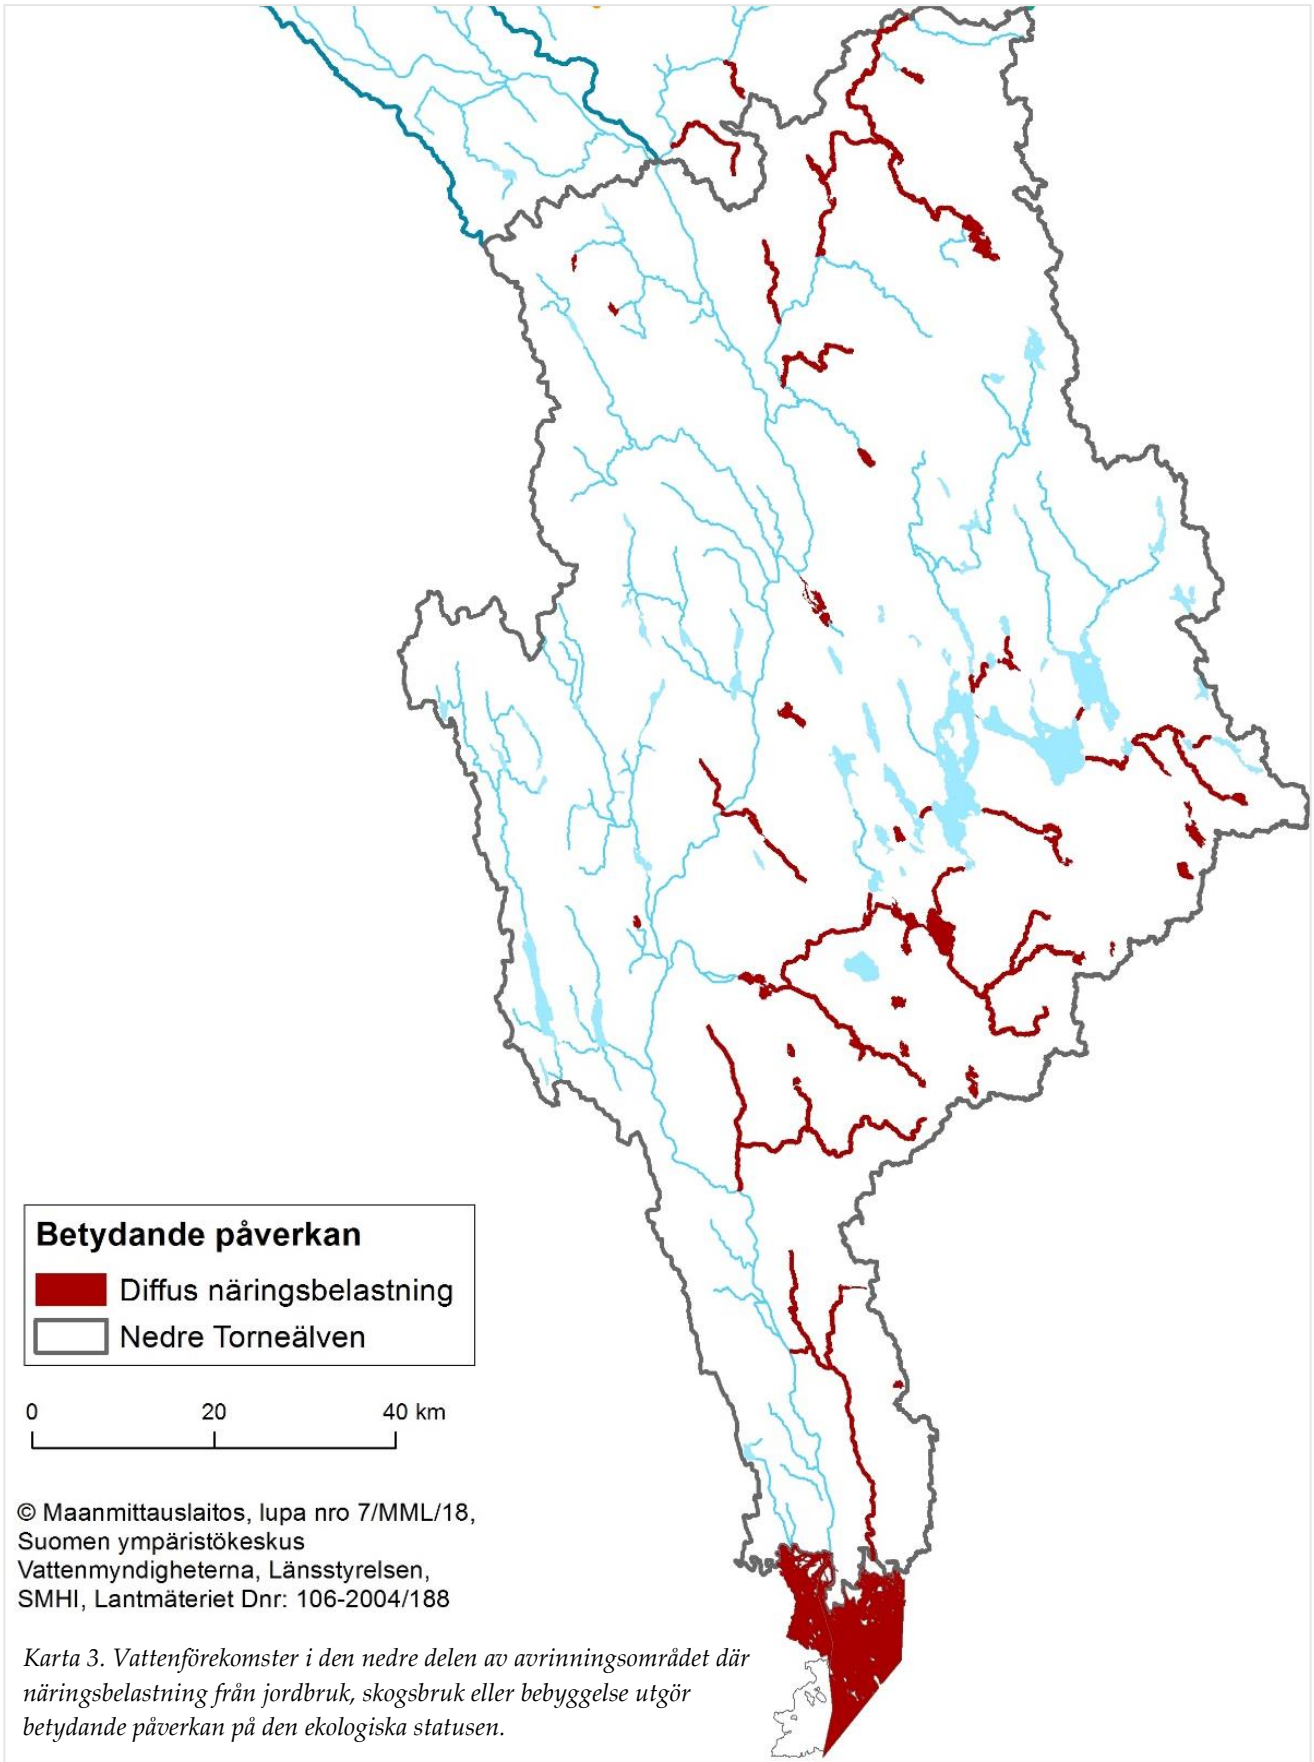 Betydande påverkan
Diffus näringsbelastning
Nedre Torneälven
0 20 40 km
© Maanmittauslaitos, lupa nro 7/MML/18,
Suomen ympäristökeskus
Vattenmyndigheterna, Länsstyrelsen,
SMHI, Lantmäteriet Dnr: 106-2004/188
Karta 3. Vattenförekomster i den nedre delen av avrinningsområdet där
näringsbelastning från jordbruk, skogsbruk eller bebyggelse utgör
betydande påverkan på den ekologiska statusen.